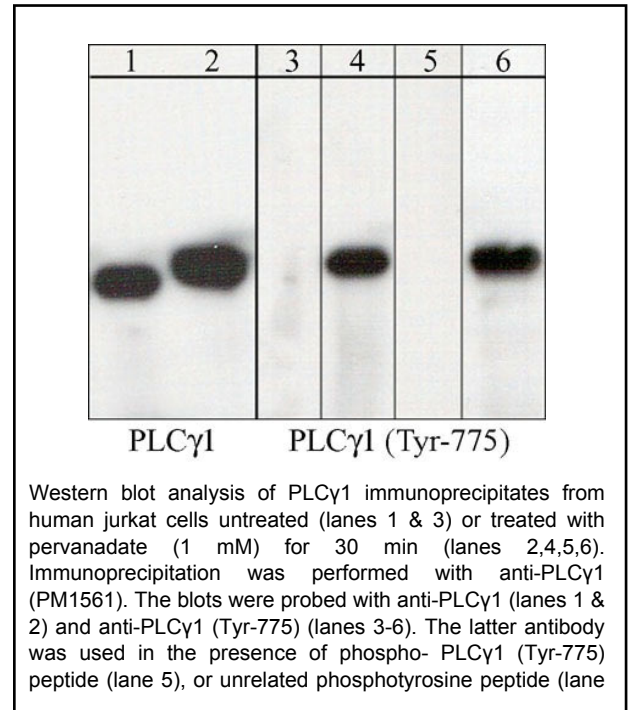 1 2 3 4 5 6
PLCγ1 PLCγ1 (Tyr-775)
Western blot analysis of PLCγ1 immunoprecipitates from
human jurkat cells untreated (lanes 1 & 3) or treated with
pervanadate (1 mM) for 30 min (lanes 2,4,5,6).
Immunoprecipitation was performed with anti-PLCγ1
(PM1561). The blots were probed with anti-PLCγ1 (lanes 1 &
2) and anti-PLCγ1 (Tyr-775) (lanes 3-6). The latter antibody
was used in the presence of phospho- PLCγ1 (Tyr-775)
peptide (lane 5), or unrelated phosphotyrosine peptide (lane